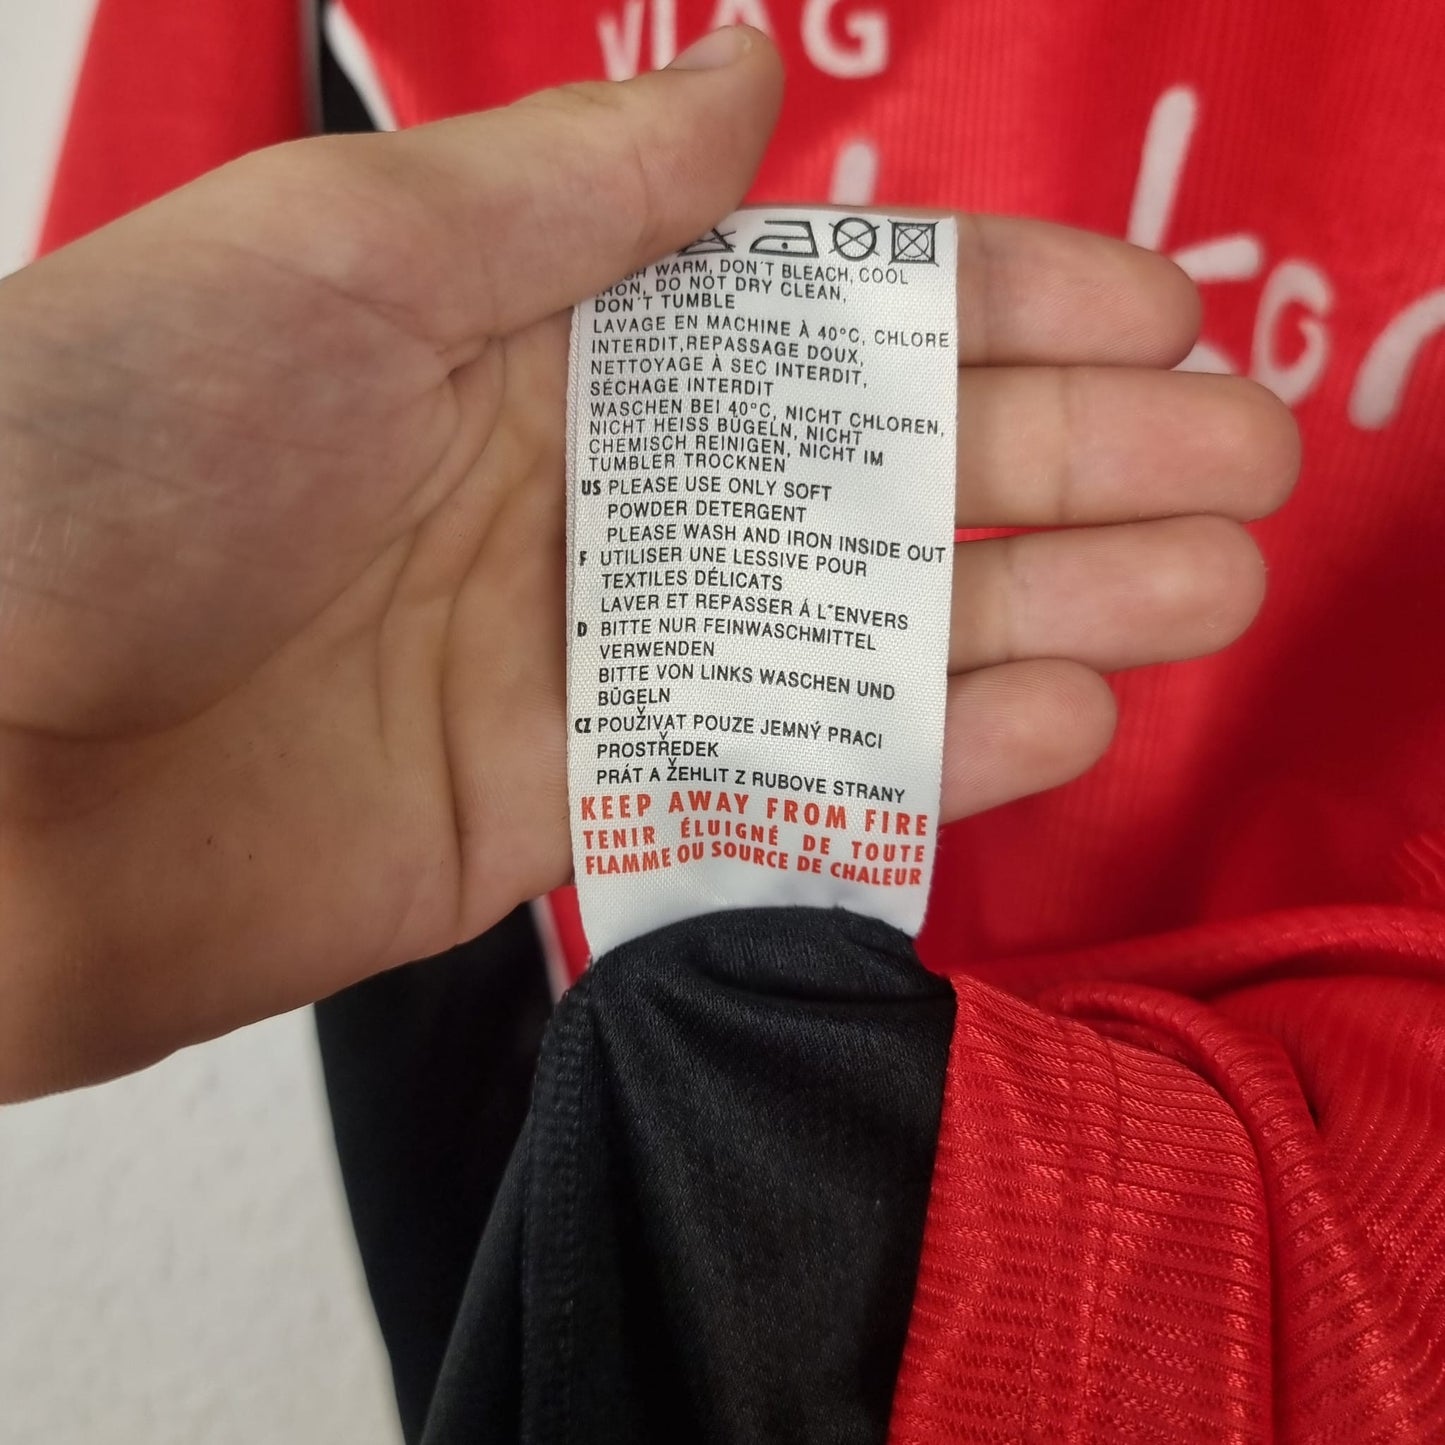 VIAG
kor
WARM, DON´T BLEACH, COOL
IRON, DO NOT DRY CLEAN,
DON´T TUMBLE
LAVAGE EN MACHINE À 40°C, CHLORE
INTERDIT,REPASSAGE DOUX,
NETTOYAGE À SEC INTERDIT,
SÉCHAGE INTERDIT
WASCHEN BEI 40°C, NICHT CHLOREN,
NICHT HEISS BÜGELN, NICHT
CHEMISCH REINIGEN, NICHT IM
TUMBLER TROCKNEN
US PLEASE USE ONLY SOFT
POWDER DETERGENT
PLEASE WASH AND IRON INSIDE OUT
F UTILISER UNE LESSIVE POUR
TEXTILES DÉLICATS
LAVER ET REPASSER Á L´ENVERS
D BITTE NUR FEINWASCHMITTEL
VERWENDEN
BITTE VON LINKS WASCHEN UND
BÜGELN
CZ POUŽIVAT POUZE JEMNÝ PRACI
PROSTŘEDEK
PRÁT A ŽEHLIT Z RUBOVE STRANY
KEEP AWAY FROM FIRE
TENIR ÉLUIGNÉ DE TOUTE
FLAMME OU SOURCE DE CHALEUR